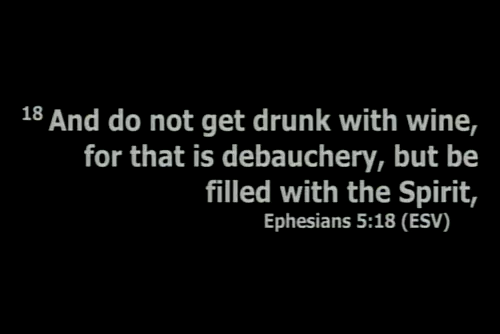 18 And do not get drunk with wine,
for that is debauchery, but be
filled with the Spirit,
Ephesians 5:18 (ESV)